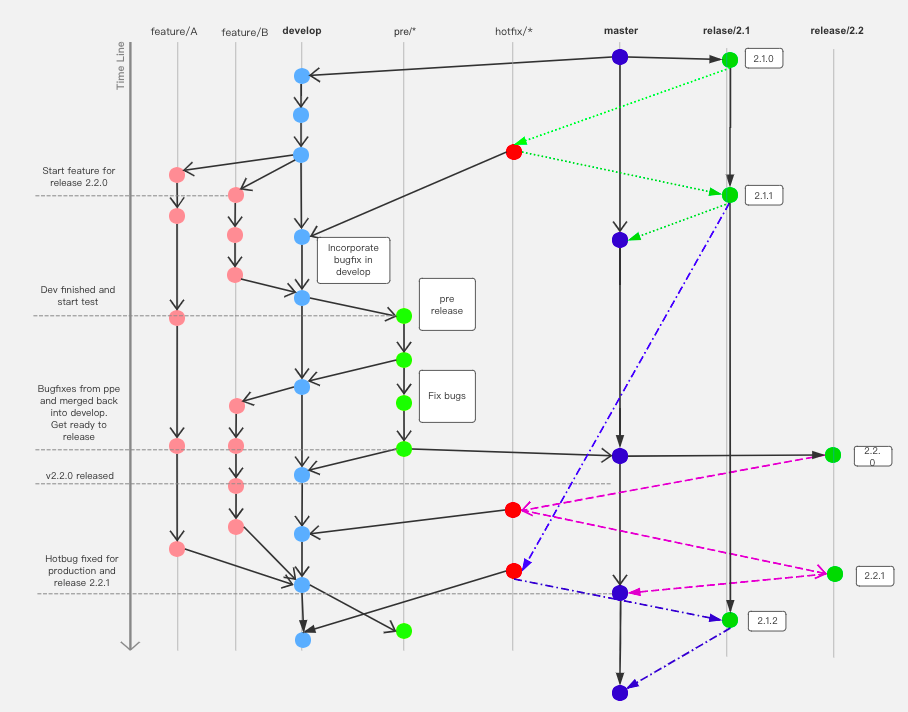 feature/A
feature/B
develop
pre/*
hotfix/*
master
relase/2.1
release/2.2
Time Line
2.1.0
Start feature for
release 2.2.0
2.1.1
Incorporate
bugfix in
develop
Dev finished and
start test
pre
release
Bugfixes from ppe
and merged back
into develop.
Get ready to
release
Fix bugs
2.2.
0
v2.2.0 released
Hotbug fixed for
production and
release 2.2.1
2.2.1
2.1.2